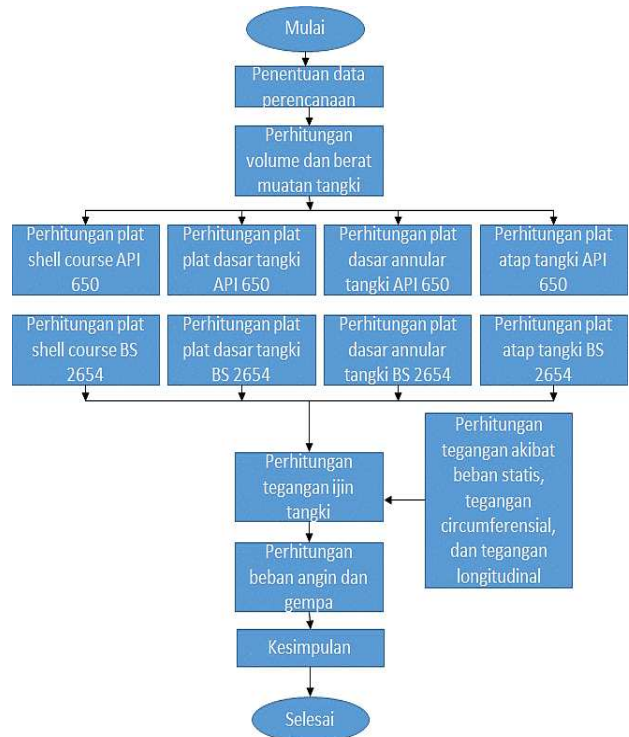 Mulai
Penentuan data
perencanaan
Perhitungan
volume dan berat
muatan tangki
Perhitungan plat
shell course API
650
Perhitungan plat
plat dasar tangki
API 650
Perhitungan plat
dasar annular
tangki API 650
Perhitungan plat
atap tangki API
650
Perhitungan plat
shell course BS
2654
Perhitungan plat
plat dasar tangki
BS 2654
Perhitungan plat
dasar annular
tangki BS 2654
Perhitungan plat
atap tangki BS
2654
Perhitungan
tegangan ijin
tangki
Perhitungan
tegangan akibat
beban statis,
tegangan
circumferensial,
dan tegangan
longitudinal
Perhitungan
beban angin dan
gempa
Kesimpulan
Selesai